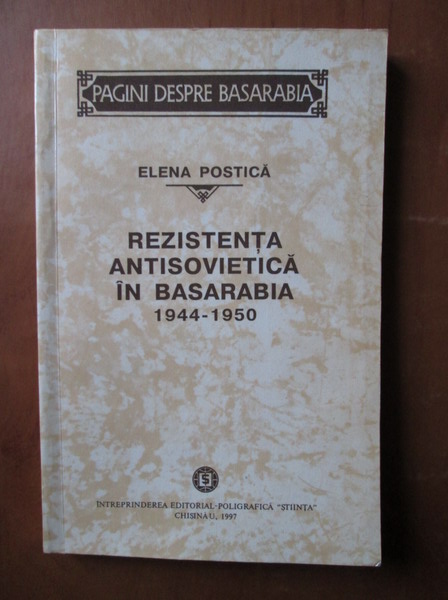 PAGINI DESPRE BASARABIA
ELENA POSTICĂ
REZISTENȚA
ANTISOVIETICĂ
ÎN BASARABIA
1944-1950
ÎNTREPRINDEREA EDITORIAL-POLIGRAFICĂ "ȘTIINȚA"
CHIȘINĂU, 1997